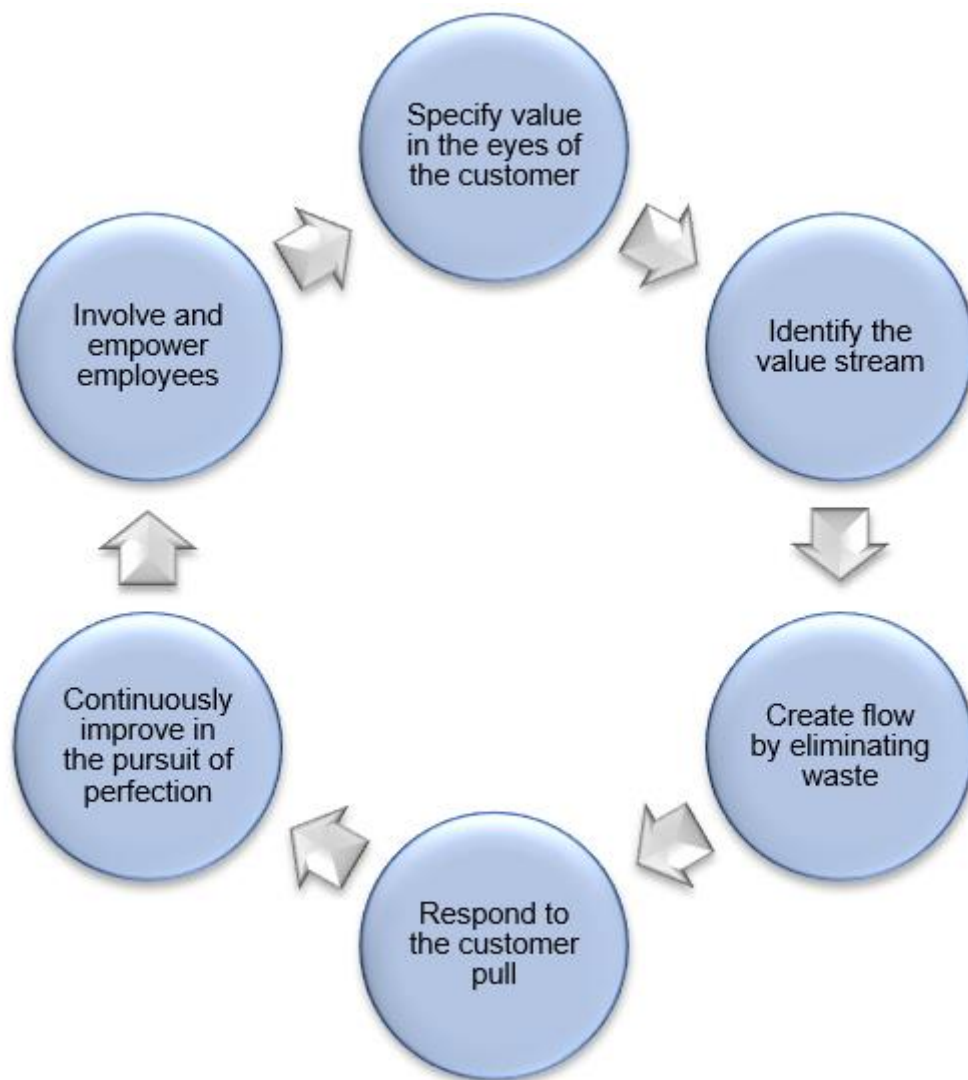 Specify value
in the eyes of
the customer
Identify the
value stream
Create flow
by eliminating
waste
Respond to
the customer
pull
Continuously
improve in
the pursuit of
perfection
Involve and
empower
employees